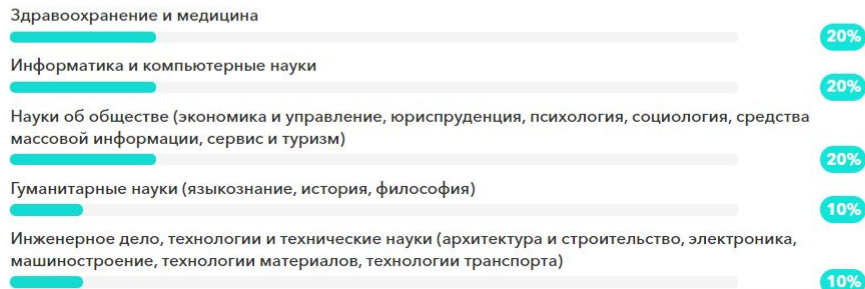 Здравоохранение и медицина
20%
Информатика и компьютерные науки
20%
Науки об обществе (экономика и управление, юриспруденция, психология, социология, средства
массовой информации, сервис и туризм)
20%
Гуманитарные науки (языкознание, история, философия)
10%
Инженерное дело, технологии и технические науки (архитектура и строительство, электроника,
машиностроение, технологии материалов, технологии транспорта)
10%